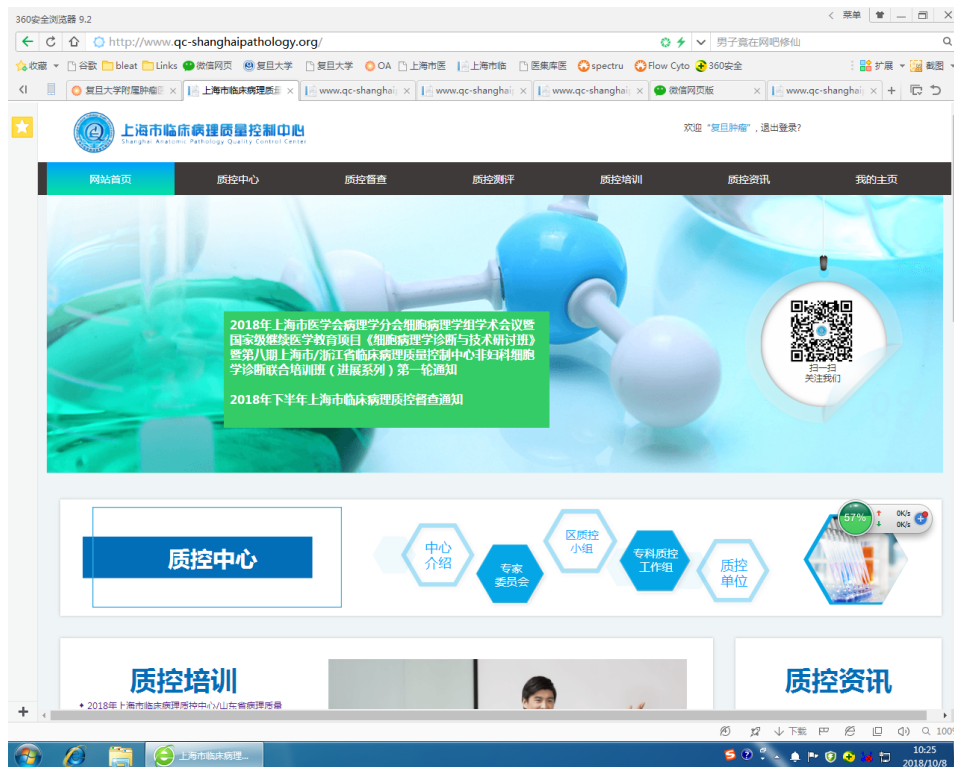 360安全浏览器 9.2
菜单
http://www.qc-shanghaipathology.org/
男子竟在网吧修仙
收藏 谷歌 bleat Links 微信网页 复旦大学 复旦大学 OA 上海市医 上海市临 医集库医 spectru Flow Cyto 360安全 扩展 截图
复旦大学附属肿瘤医 上海市临床病理质量 www.qc-shanghai www.qc-shanghai www.qc-shanghai 微信网页版 www.qc-shanghai
上海市临床病理质量控制中心
Shanghai Anatomic Pathology Quality Control Center
欢迎 “复旦肿瘤” , 退出登录?
网站首页 质控中心 质控督查 质控测评 质控培训 质控资讯 我的主页
2018年上海市医学会病理学分会细胞病理学组学术会议暨
国家级继续医学教育项目《细胞病理学诊断与技术研讨班》
暨第八期上海市/浙江省临床病理质量控制中心非妇科细胞
学诊断联合培训班(进展系列)第一轮通知
2018年下半年上海市临床病理质控督查通知
扫一扫
关注我们
质控中心
中心
介绍
专家
委员会
区质控
小组
专科质控
工作组
质控
单位
57%
0K/s
0K/s
质控培训
2018年上海市临床病理质控中心/山东省病理质量
质控资讯
下载
100%
上海市临床病理...
10:25
2018/10/8